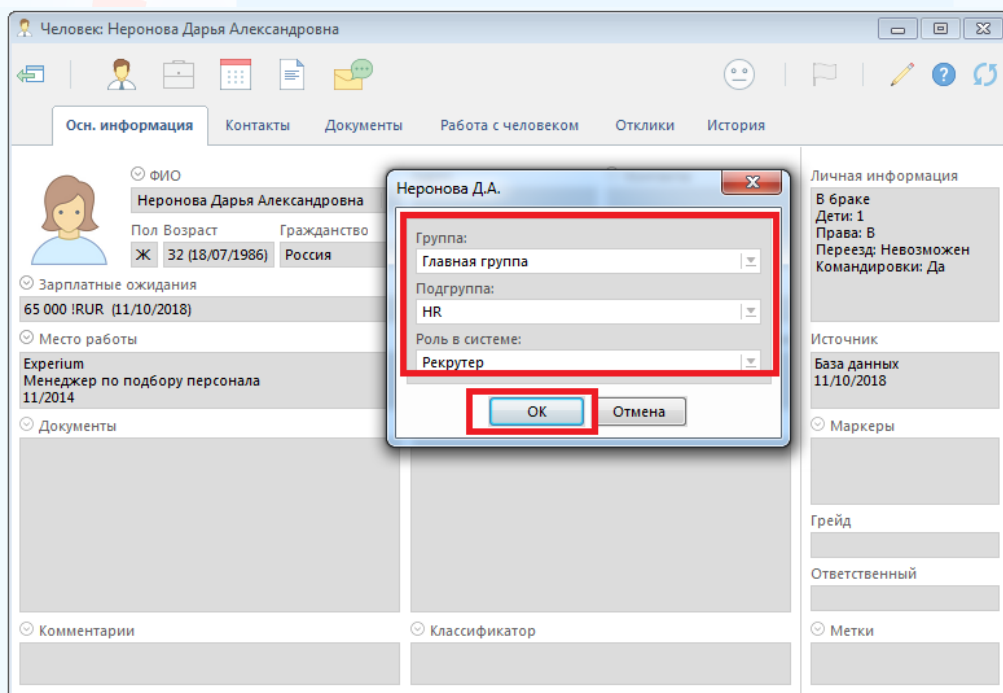 Человек: Неронова Дарья Александровна
Осн. информация Контакты Документы Работа с человеком Отклики История
ФИО
Неронова Дарья Александровна
Пол Возраст Гражданство
Ж 32 (18/07/1986) Россия
Зарплатные ожидания
65 000 !RUR (11/10/2018)
Место работы
Experium
Менеджер по подбору персонала
11/2014
Документы
Комментарии
Неронова Д.А.
Группа:
Главная группа
Подгруппа:
HR
Роль в системе:
Рекрутер
ОК Отмена
Классификатор
Личная информация
В браке
Дети: 1
Права: В
Переезд: Невозможен
Командировки: Да
Источник
База данных
11/10/2018
Маркеры
Грейд
Ответственный
Метки